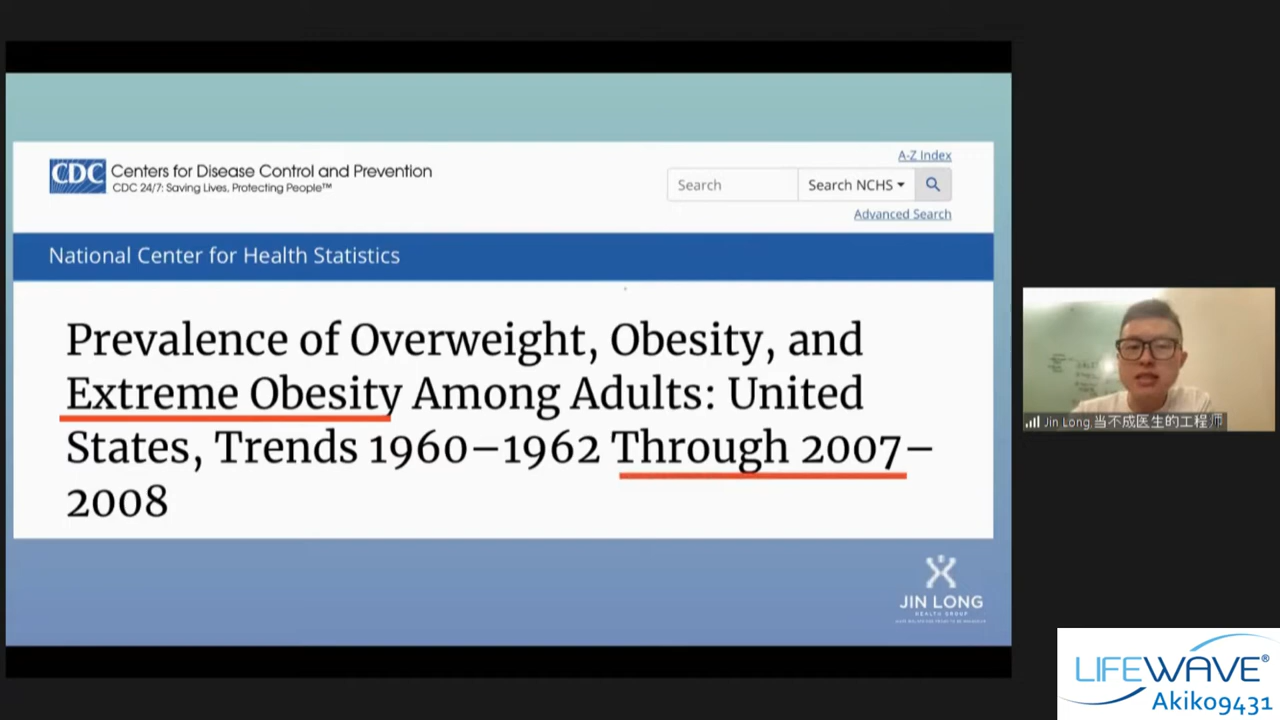 CDC
Centers for Disease Control and Prevention
CDC 24/7: Saving Lives, Protecting People™
A-Z Index
Search
Search NCHS
Advanced Search
National Center for Health Statistics
Prevalence of Overweight, Obesity, and
Extreme Obesity Among Adults: United
States, Trends 1960–1962 Through 2007–
2008
JIN LONG
HEALTH GROUP
Jin Long 当不成医生的工程师
LIFEWAVE®
Akiko9431